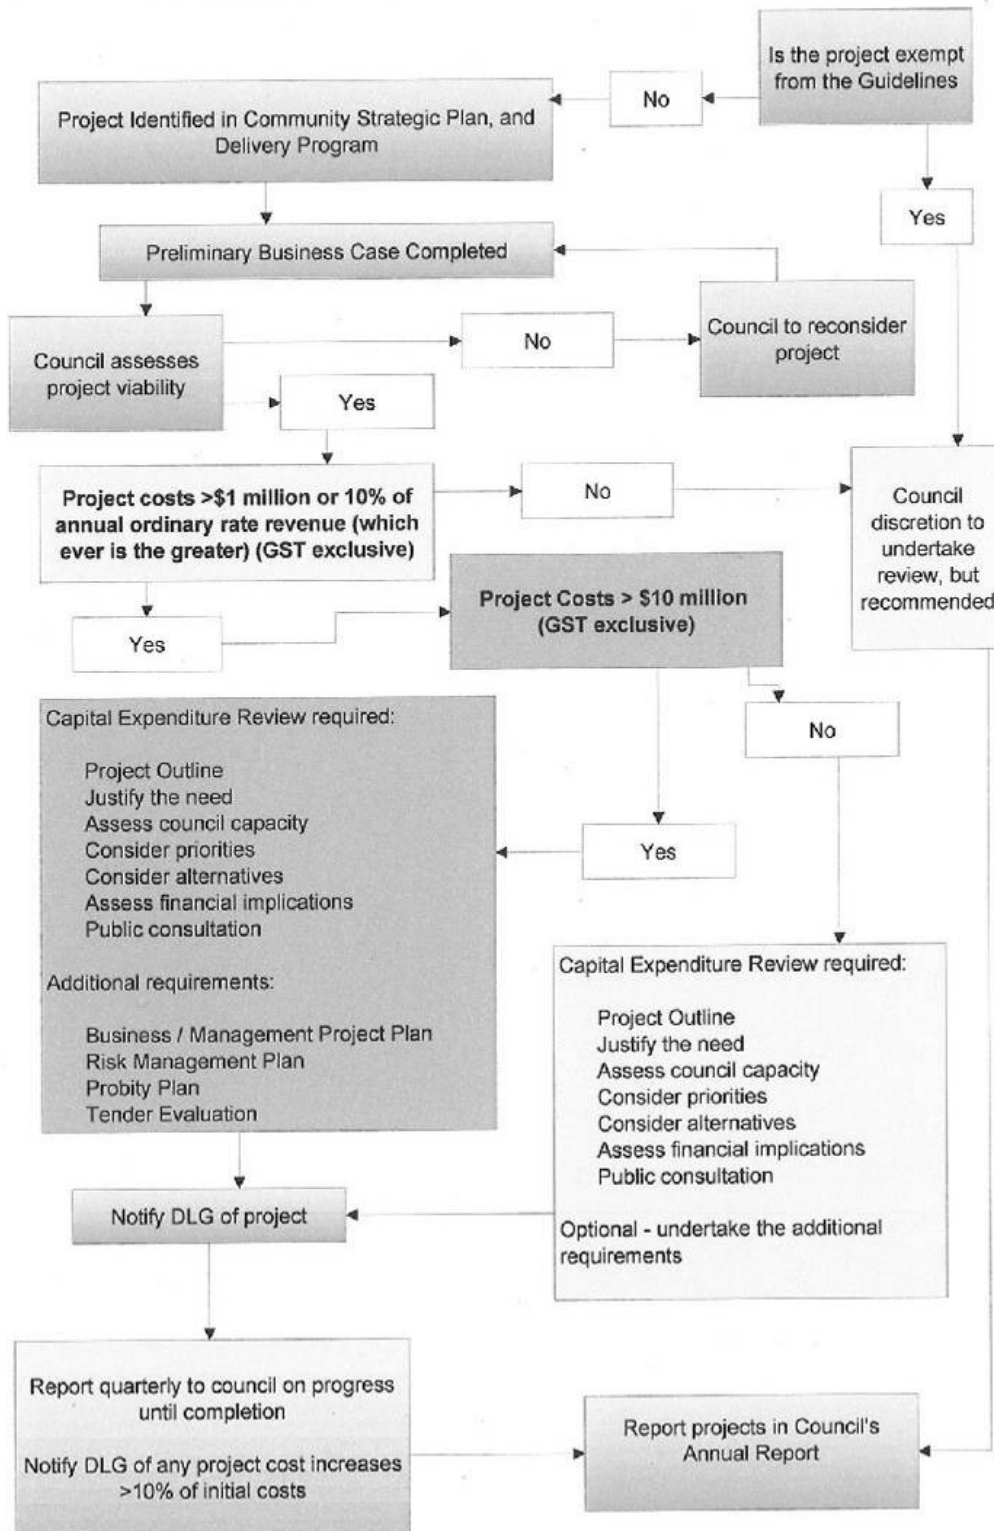 Is the project exempt
from the Guidelines
No
Project Identified in Community Strategic Plan, and
Delivery Program
Yes
Preliminary Business Case Completed
Council assesses
project viability
No
Council to reconsider
project
Yes
Project costs >$1 million or 10% of
annual ordinary rate revenue (which
ever is the greater) (GST exclusive)
No
Council
discretion to
undertake
review, but
recommended
Yes
Project Costs > $10 million
(GST exclusive)
Capital Expenditure Review required:
Project Outline
Justify the need
Assess council capacity
Consider priorities
Consider alternatives
Assess financial implications
Public consultation
Additional requirements:
Business / Management Project Plan
Risk Management Plan
Probity Plan
Tender Evaluation
No
Yes
Capital Expenditure Review required:
Project Outline
Justify the need
Assess council capacity
Consider priorities
Consider alternatives
Assess financial implications
Public consultation
Optional - undertake the additional
requirements
Notify DLG of project
Report quarterly to council on progress
until completion
Notify DLG of any project cost increases
>10% of initial costs
Report projects in Council's
Annual Report